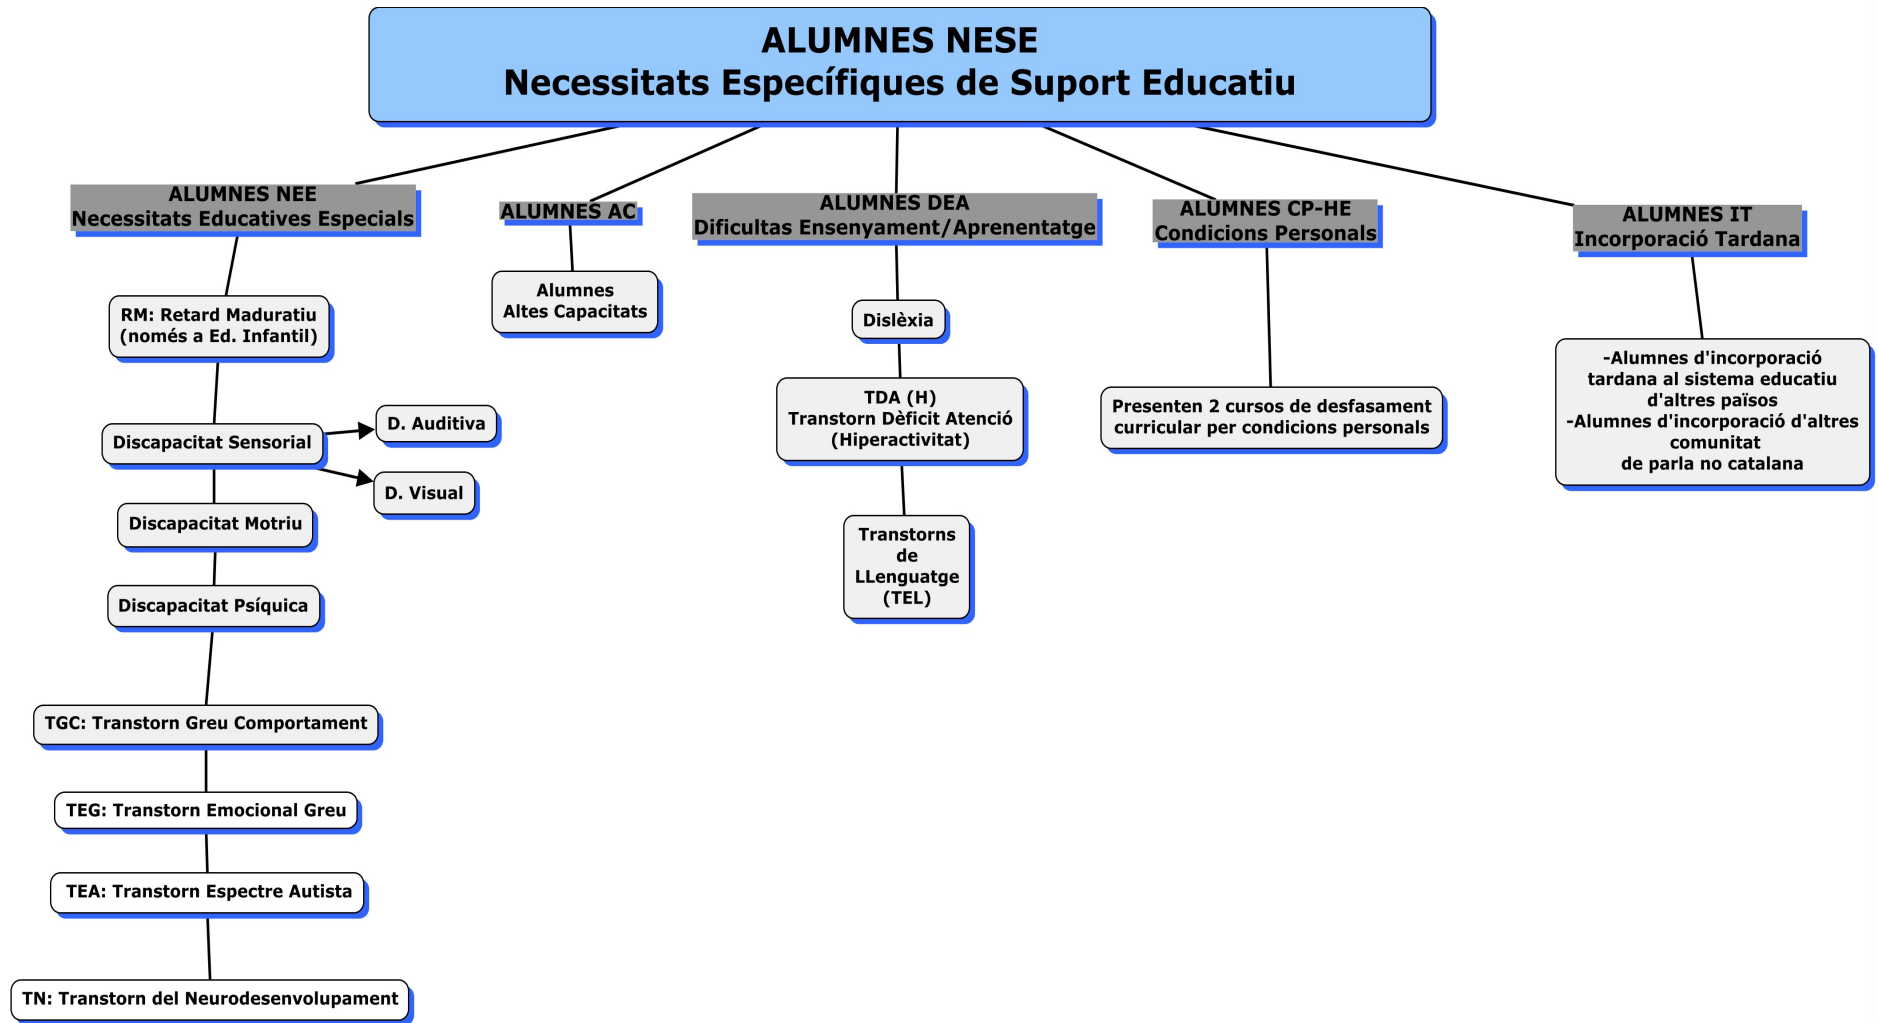 ALUMNES NESE
Necessitats Específiques de Suport Educatiu
ALUMNES NEE
Necessitats Educatives Especials
RM: Retard Maduratiu
(només a Ed. Infantil)
Discapacitat Sensorial
D. Auditiva
D. Visual
Discapacitat Motriu
Discapacitat Psíquica
TGC: Transtorn Greu Comportament
TEG: Transtorn Emocional Greu
TEA: Transtorn Espectre Autista
TN: Transtorn del Neurodesenvolupament
ALUMNES AC
Alumnes
Altes Capacitats
ALUMNES DEA
Dificultas Ensenyament/Aprenentatge
Dislèxia
TDA (H)
Transtorn Dèficit Atenció
(Hiperactivitat)
Transtorns
de
LLenguatge
(TEL)
ALUMNES CP-HE
Condicions Personals
Presenten 2 cursos de desfasament
curricular per condicions personals
ALUMNES IT
Incorporació Tardana
-Alumnes d'incorporació
tardana al sistema educatiu
d'altres països
-Alumnes d'incorporació d'altres
comunitat
de parla no catalana